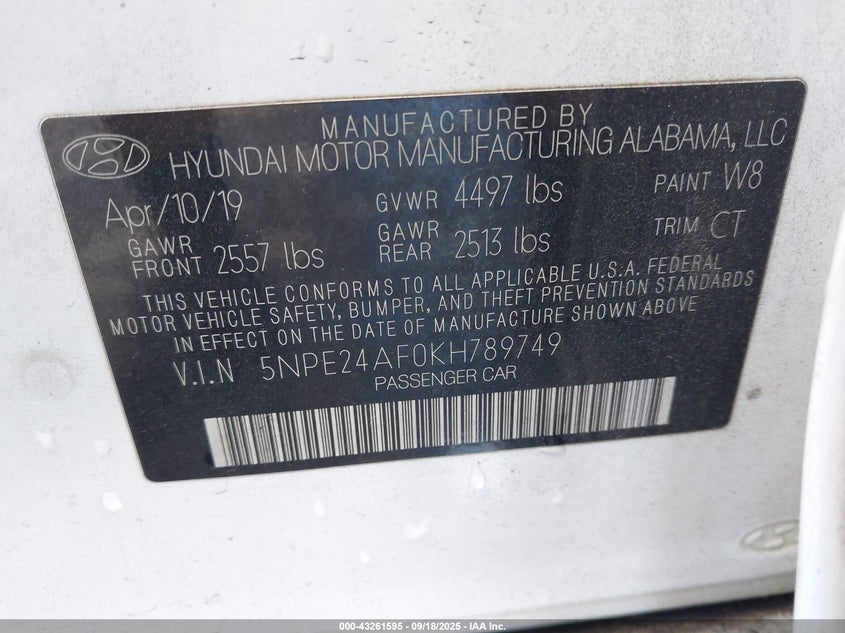 MANUFACTURED BY
HYUNDAI MOTOR MANUFACTURING ALABAMA, LLC
Apr/10/19 GVWR 4497 lbs PAINT W8
GAWR FRONT 2557 lbs GAWR REAR 2513 lbs TRIM CT
THIS VEHICLE CONFORMS TO ALL APPLICABLE U.S.A. FEDERAL
MOTOR VEHICLE SAFETY, BUMPER, AND THEFT PREVENTION STANDARDS
IN EFFECT ON THE DATE OF MANUFACTURE SHOWN ABOVE
V.I.N 5NPE24AF0KH789749
PASSENGER CAR
000-43261595 - 09/18/2025 - IAA Inc.